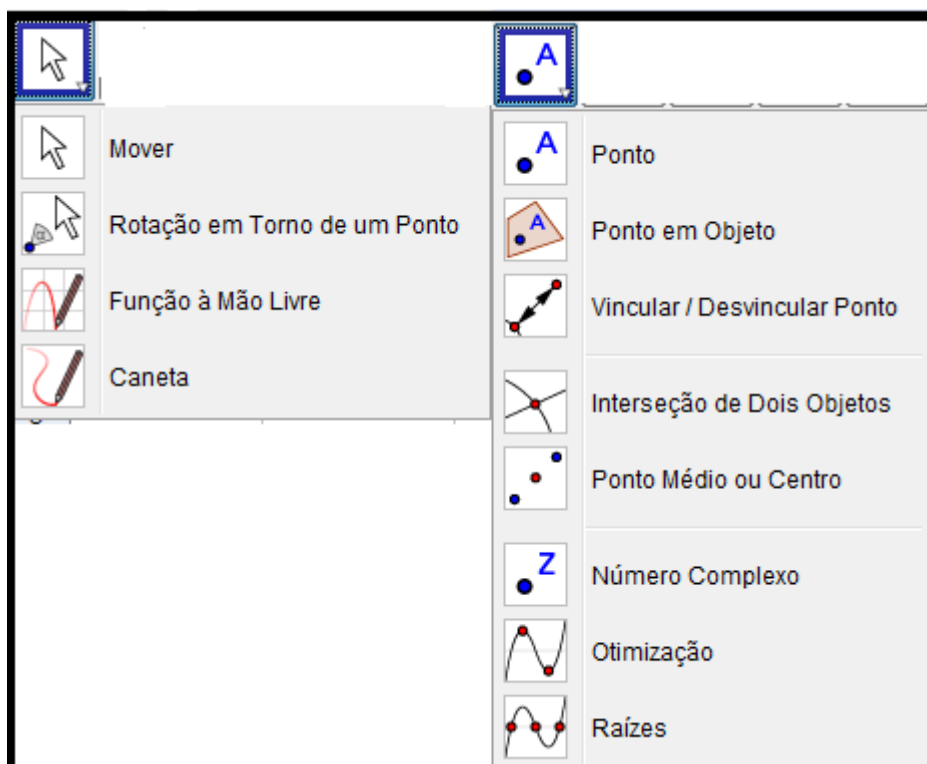 Mover
Rotação em Torno de um Ponto
Função à Mão Livre
Caneta
A
A
Ponto
A
Ponto em Objeto
Vincular / Desvincular Ponto
Interseção de Dois Objetos
Ponto Médio ou Centro
Z
Número Complexo
Otimização
Raízes